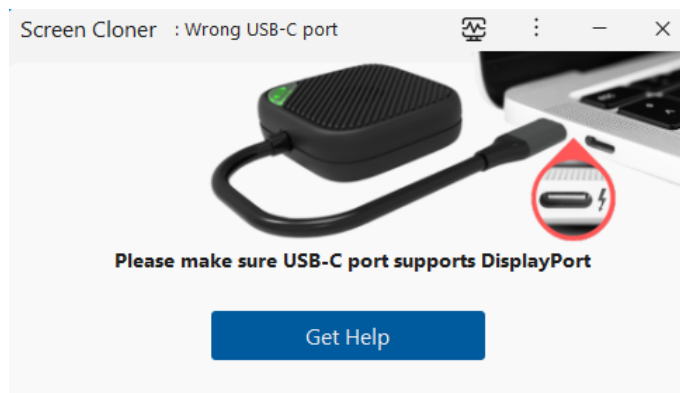 Screen Cloner : Wrong USB-C port
Please make sure USB-C port supports DisplayPort
Get Help